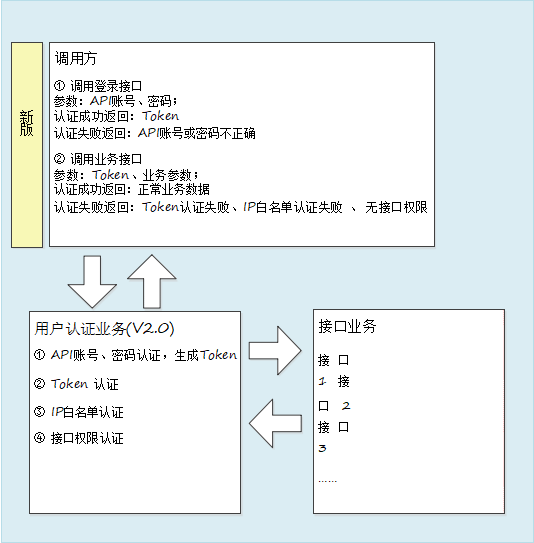 新版
调用方
① 调用登录接口
参数：API账号、密码；
认证成功返回：Token
认证失败返回：API账号或密码不正确
② 调用业务接口
参数：Token、业务参数；
认证成功返回：正常业务数据
认证失败返回：Token认证失败、IP白名单认证失败 、 无接口权限
用户认证业务(V2.0)
① API账号、密码认证，生成Token
② Token 认证
③ IP白名单认证
④ 接口权限认证
接口业务
接 口
1 接
口 2
接 口
3
……